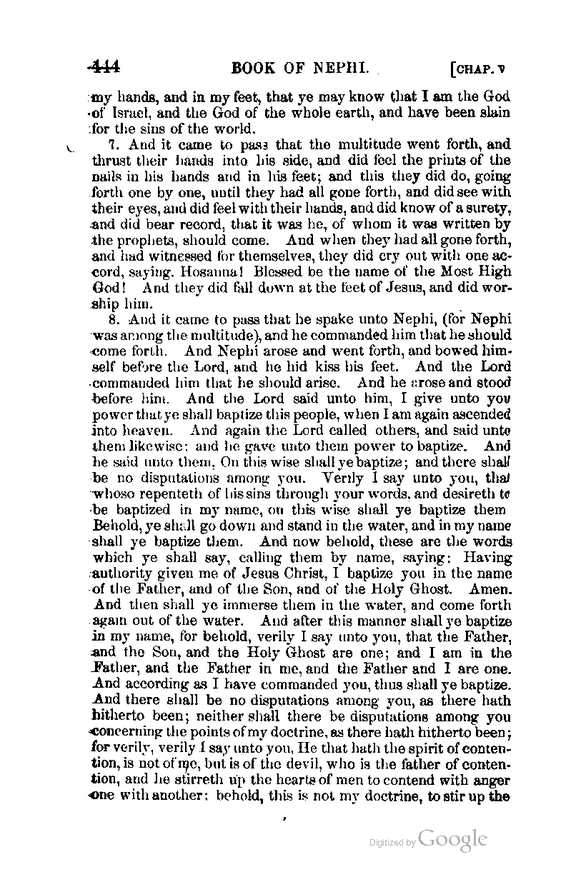 444 BOOK OF NEPHI. [CHAP. V
my hands, and in my feet, that ye may know that I am the God
of Israel, and the God of the whole earth, and have been slain
for the sins of the world.
7. And it came to pass that the multitude went forth, and
thrust their hands into his side, and did feel the prints of the
nails in his hands and in his feet; and this they did do, going
forth one by one, until they had all gone forth, and did see with
their eyes, and did feel with their hands, and did know of a surety,
and did bear record, that it was he, of whom it was written by
the prophets, should come. And when they had all gone forth,
and had witnessed for themselves, they did cry out with one ac-
cord, saying. Hosanna! Blessed be the name of the Most High
God! And they did fall down at the feet of Jesus, and did wor-
ship him.
8. And it came to pass that he spake unto Nephi, (for Nephi
was among the multitude), and he commanded him that he should
come forth. And Nephi arose and went forth, and bowed him-
self before the Lord, and he hid kiss his feet. And the Lord
commanded him that he should arise. And he arose and stood
before him. And the Lord said unto him, I give unto you
power that ye shall baptize this people, when I am again ascended
into heaven. And again the Lord called others, and said unto
them likewise; and he gave unto them power to baptize. And
he said unto them, On this wise shall ye baptize; and there shall
be no disputations among you. Verily I say unto you, that
whoso repenteth of his sins through your words, and desireth to
be baptized in my name, on this wise shall ye baptize them
Behold, ye shall go down and stand in the water, and in my name
shall ye baptize them. And now behold, these are the words
which ye shall say, calling them by name, saying: Having
authority given me of Jesus Christ, I baptize you in the name
of the Father, and of the Son, and of the Holy Ghost. Amen.
And then shall ye immerse them in the water, and come forth
again out of the water. And after this manner shall ye baptize
in my name, for behold, verily I say unto you, that the Father,
and the Son, and the Holy Ghost are one; and I am in the
Father, and the Father in me, and the Father and I are one.
And according as I have commanded you, thus shall ye baptize.
And there shall be no disputations among you, as there hath
hitherto been; neither shall there be disputations among you
concerning the points of my doctrine, as there hath hitherto been;
for verily, verily I say unto you, He that hath the spirit of conten-
tion, is not of me, but is of the devil, who is the father of conten-
tion, and he stirreth up the hearts of men to contend with anger
one with another; behold, this is not my doctrine, to stir up the
Digitized by Google